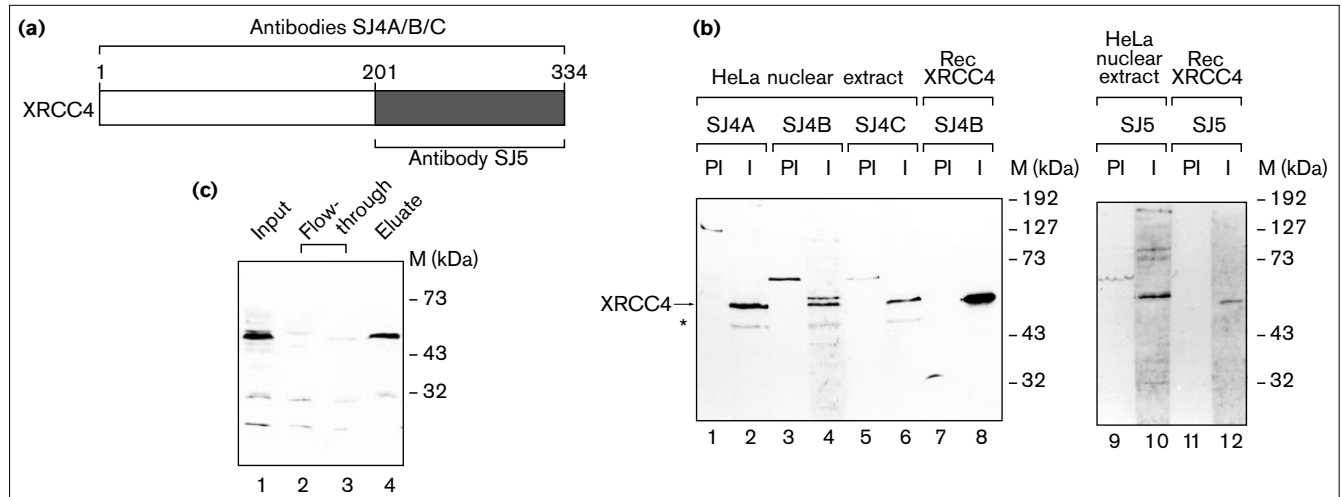 (a)
Antibodies SJ4A/B/C
1 201 334
XRCC4
Antibody SJ5
(b)
HeLa nuclear extract
Rec XRCC4
SJ4A SJ4B SJ4C SJ4B
PI I PI I PI I PI I M (kDa)
– 192
– 127
– 73
XRCC4
*
– 43
– 32
1 2 3 4 5 6 7 8
HeLa nuclear extract
Rec XRCC4
SJ5 SJ5
PI I PI I M (kDa)
– 192
– 127
– 73
– 43
– 32
9 10 11 12
(c)
Input Flow-through Eluate
M (kDa)
– 73
– 43
– 32
1 2 3 4